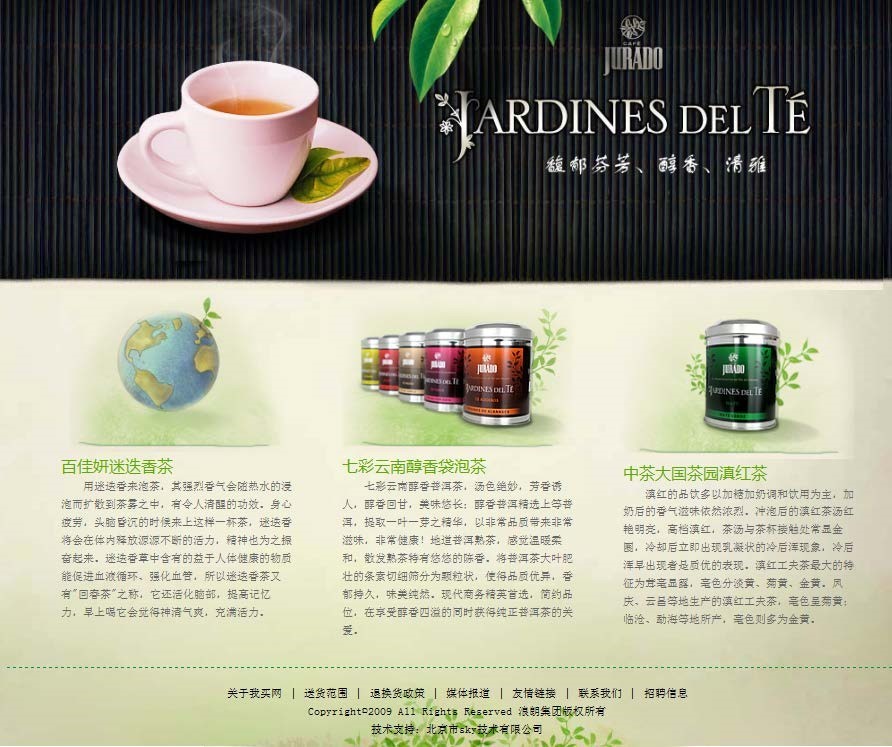 CAFÉ
JURADO
JARDINES DEL TÉ
馥郁芬芳、醇香、清雅
JURADO
JARDINES DEL TÉ
JURADO
JARDINES DEL TÉ
百佳妍迷迭香茶
用迷迭香来泡茶，其强烈香气会随热水的浸
泡而扩散到茶雾之中，有令人清醒的功效。身心
疲劳，头脑昏沉的时候来上这样一杯茶，迷迭香
将会在体内释放源源不断的活力，精神也为之振
奋起来。迷迭香草中含有的益于人体健康的物质
能促进血液循环、强化血管，所以迷迭香茶又
有"回春茶"之称，它还活化脑部，提高记忆
力，早上喝它会觉得神清气爽，充满活力。
七彩云南醇香袋泡茶
七彩云南醇香普洱茶，汤色绝妙，芳香诱
人，醇香回甘，美味悠长；醇香普洱精选上等普
洱，提取一叶一芽之精华，以非常品质带来非常
滋味，非常健康！地道普洱熟茶，感觉温暖柔
和，散发熟茶特有悠悠的陈香。将普洱茶大叶肥
壮的条索切细筛分为颗粒状，使得品质优异，香
郁持久，味美纯然。现代商务精英首选，简约品
位，在享受醇香四溢的同时获得纯正普洱茶的关
爱。
中茶大国茶园滇红茶
滇红的品饮多以加糖加奶调和饮用为主，加
奶后的香气滋味依然浓烈。冲泡后的滇红茶汤红
艳明亮，高档滇红，茶汤与茶杯接触处常显金
圈，冷却后立即出现乳凝状的冷后浑现象，冷后
浑早出现者是质优的表现。滇红工夫茶最大的特
征为茸毫显露，毫色分淡黄、菊黄、金黄。凤
庆、云昌等地生产的滇红工夫茶，毫色呈菊黄；
临沧、勐海等地所产，毫色则多为金黄。
关于我买网 | 送货范围 | 退换货政策 | 媒体报道 | 友情链接 | 联系我们 | 招聘信息
Copyright©2009 All Rights Reserved 浪朗集团版权所有
技术支持：北京市sky技术有限公司